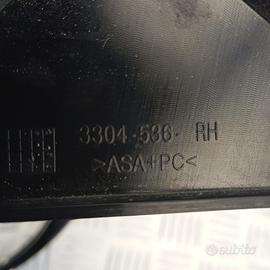 3304-536- RH
>ASA+PC<
subito